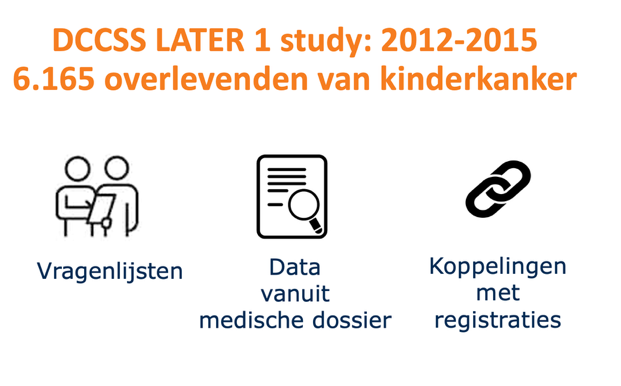 DCCSS LATER 1 study: 2012-2015
6.165 overlevenden van kinderkanker
Vragenlijsten
Data
vanuit
medische dossier
Koppelingen
met
registraties